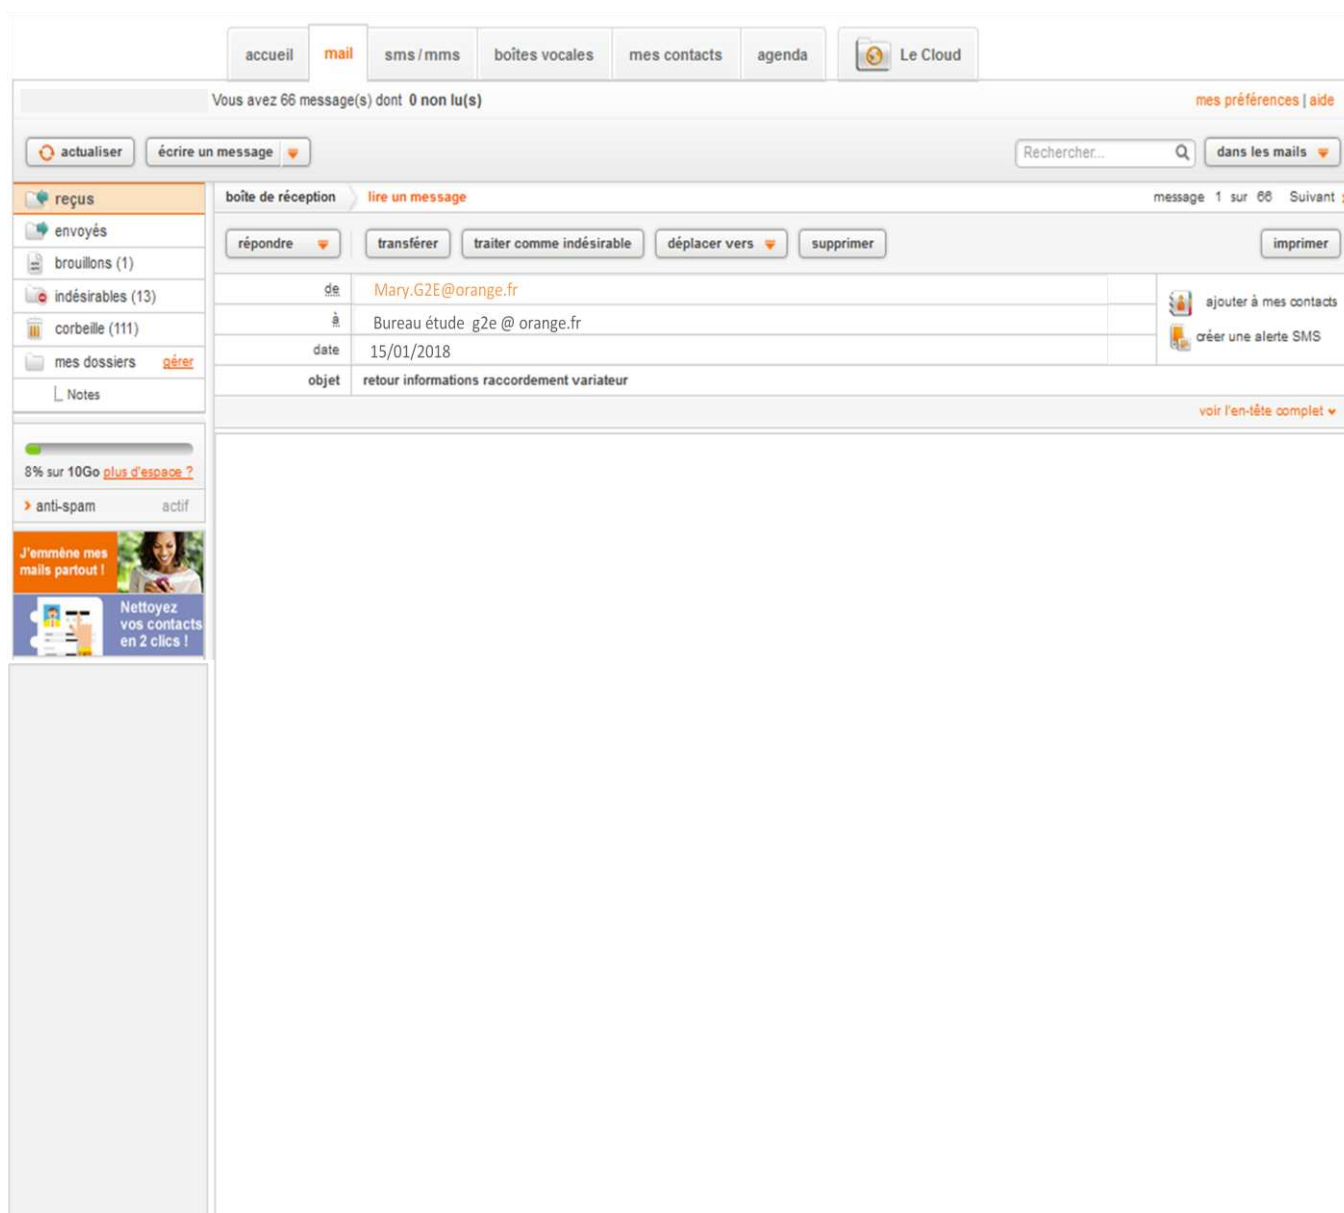 accueil mail sms/mms boîtes vocales mes contacts agenda Le Cloud
Vous avez 66 message(s) dont 0 non lu(s) mes préférences | aide
actualiser écrire un message Rechercher... dans les mails
reçus boîte de réception lire un message message 1 sur 66 Suivant
envoyés
répondre transférer traiter comme indésirable déplacer vers supprimer imprimer
brouillons (1)
de Mary.G2E@orange.fr
indésirables (13) ajouter à mes contacts
à Bureau étude g2e @ orange.fr
corbeille (111) créer une alerte SMS
date 15/01/2018
mes dossiers gérer
objet retour informations raccordement variateur
Notes
voir l'en-tête complet
8% sur 10Go plus d'espace ?
anti-spam actif
J'emmène mes
mails partout !
Nettoyez
vos contacts
en 2 clics !